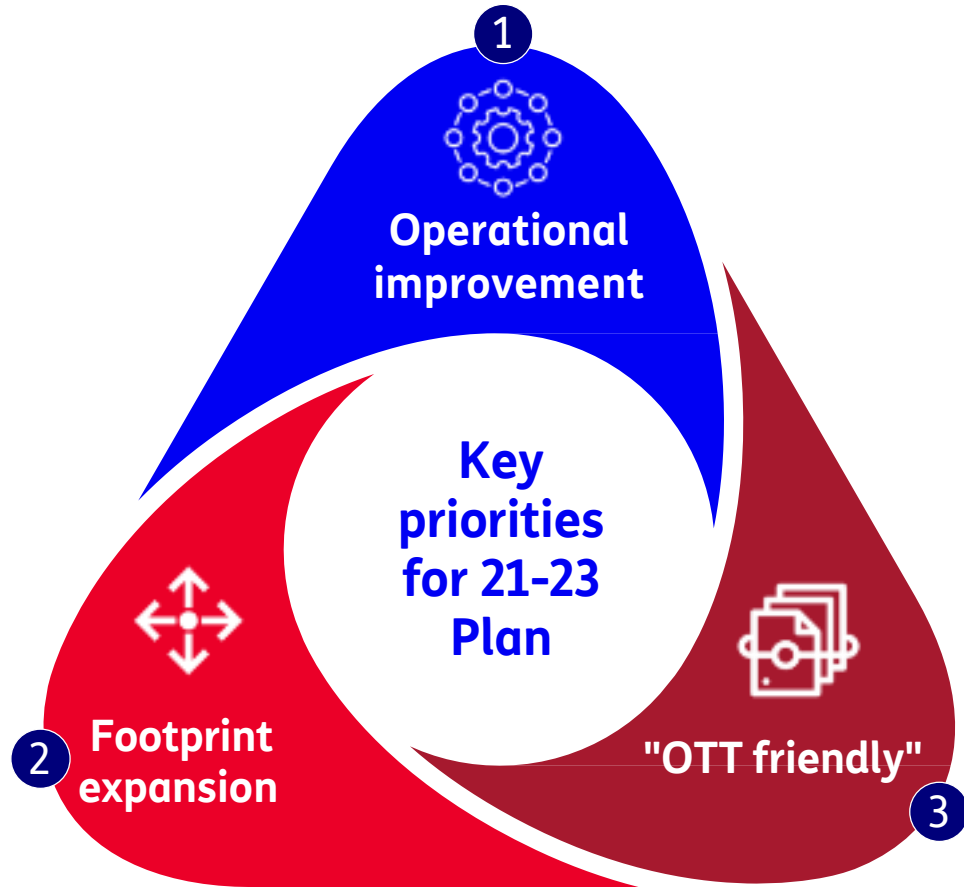 1
Operational
improvement
Key
priorities
for 21-23
Plan
2
Footprint
expansion
"OTT friendly"
3